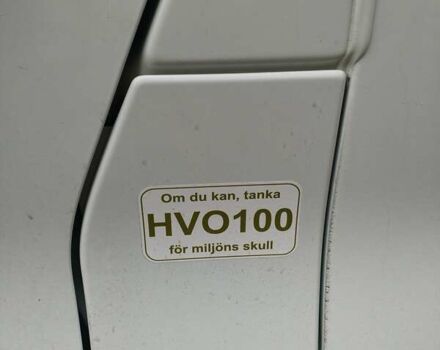 Om du kan, tanka
HVO100
för miljöns skull